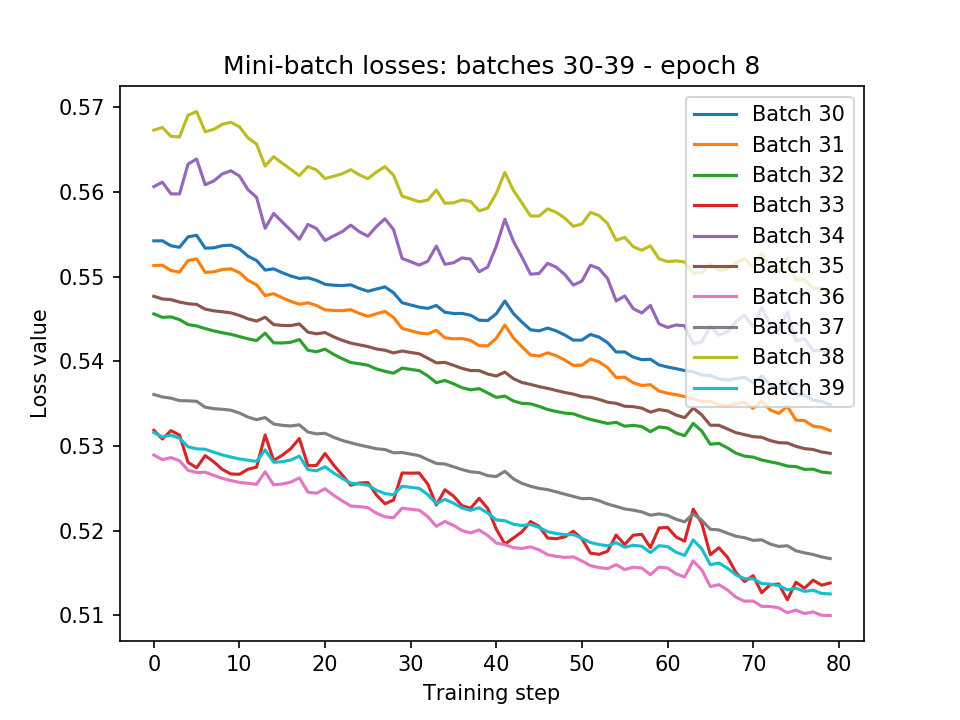 Mini-batch losses: batches 30-39 - epoch 8
Loss value
0.57
0.56
0.55
0.54
0.53
0.52
0.51
Batch 30
Batch 31
Batch 32
Batch 33
Batch 34
Batch 35
Batch 36
Batch 37
Batch 38
Batch 39
0 10 20 30 40 50 60 70 80
Training step